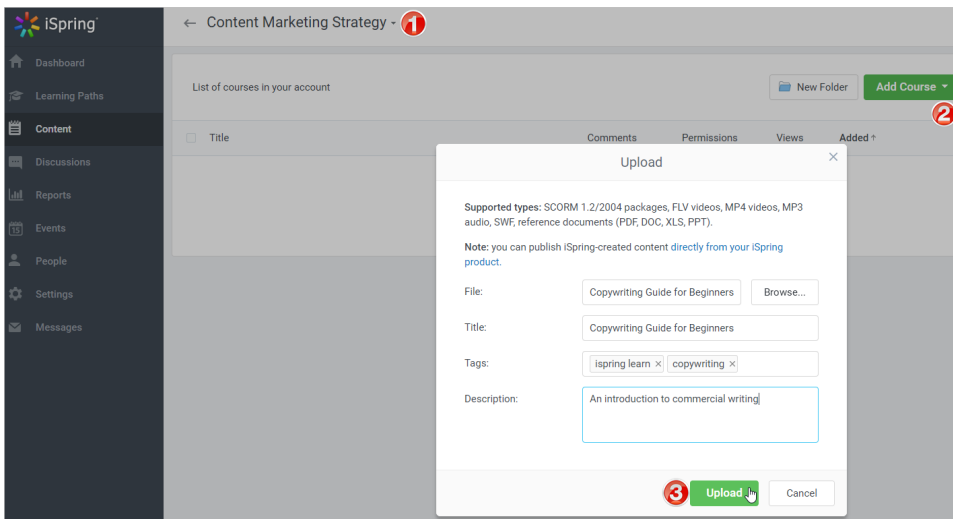 iSpring
Dashboard
Learning Paths
Content
Discussions
Reports
15
Events
People
Settings
Messages
← Content Marketing Strategy
1
List of courses in your account
New Folder
Add Course
2
Title Comments Permissions Views Added ↑
Upload
×
Supported types: SCORM 1.2/2004 packages, FLV videos, MP4 videos, MP3
audio, SWF, reference documents (PDF, DOC, XLS, PPT).
Note: you can publish iSpring-created content directly from your iSpring
product.
File: Copywriting Guide for Beginners Browse...
Title: Copywriting Guide for Beginners
Tags: ispring learn × copywriting ×
Description: An introduction to commercial writing
3 Upload Cancel